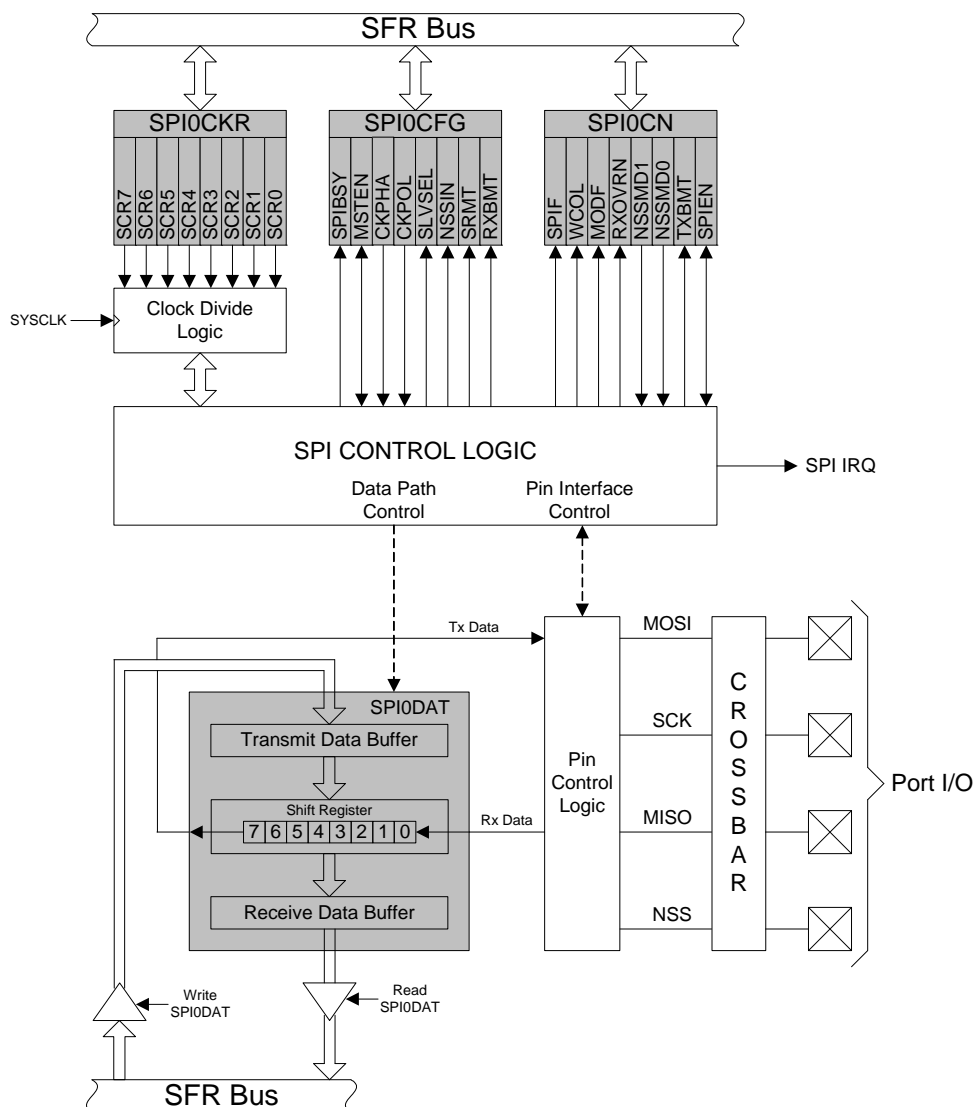 SFR Bus
SPI0CKR
SPI0CFG
SPI0CN
SCR7
SCR6
SCR5
SCR4
SCR3
SCR2
SCR1
SCR0
SPIBSY
MSTEN
CKPHA
CKPOL
SLVSEL
NSSIN
SRMT
RXBMT
SPIF
WCOL
MODF
RXOVRN
NSSMD1
NSSMD0
TXBMT
SPIEN
SYSCLK
Clock Divide
Logic
SPI CONTROL LOGIC
SPI IRQ
Data Path
Control
Pin Interface
Control
Tx Data
MOSI
SPI0DAT
Transmit Data Buffer
SCK
Shift Register
7 6 5 4 3 2 1 0
Rx Data
Pin
Control
Logic
MISO
CROSSBAR
Port I/O
Receive Data Buffer
NSS
Write
SPI0DAT
Read
SPI0DAT
SFR Bus